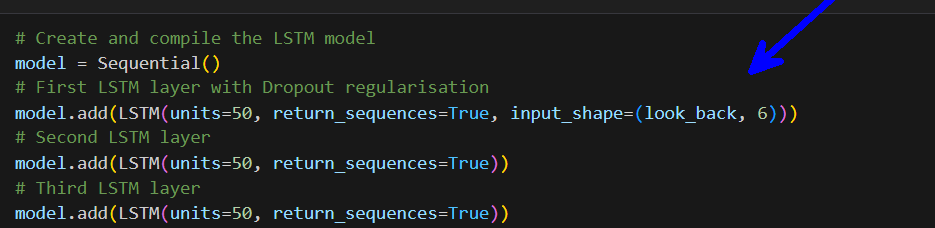 # Create and compile the LSTM model
model = Sequential()
# First LSTM layer with Dropout regularisation
model.add(LSTM(units=50, return_sequences=True, input_shape=(look_back, 6)))
# Second LSTM layer
model.add(LSTM(units=50, return_sequences=True))
# Third LSTM layer
model.add(LSTM(units=50, return_sequences=True))